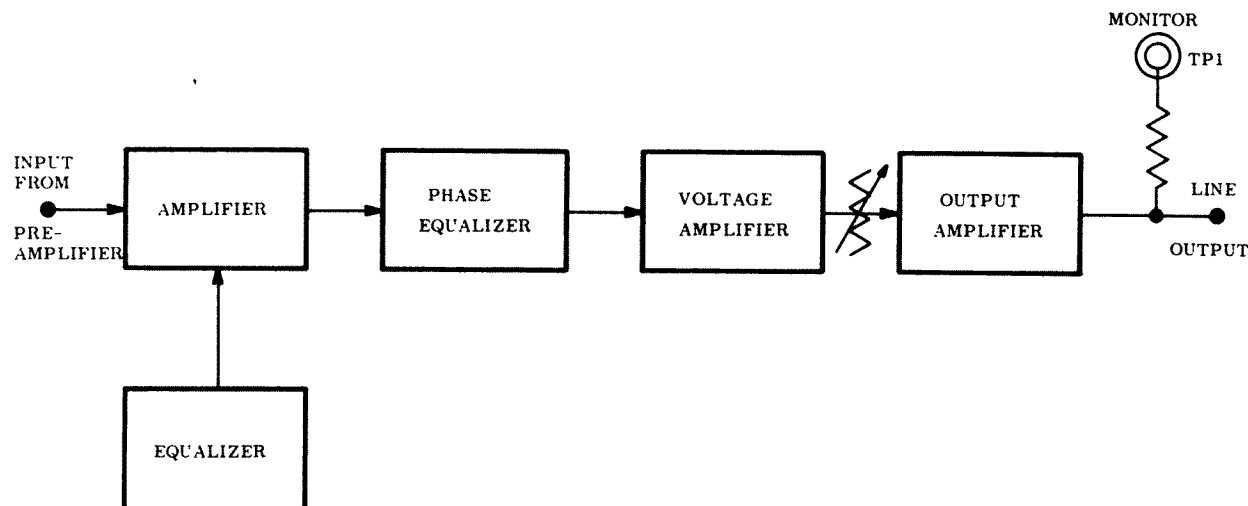 MONITOR
TP1
INPUT
FROM
PRE-
AMPLIFIER
AMPLIFIER
PHASE
EQUALIZER
VOLTAGE
AMPLIFIER
OUTPUT
AMPLIFIER
LINE
OUTPUT
EQUALIZER